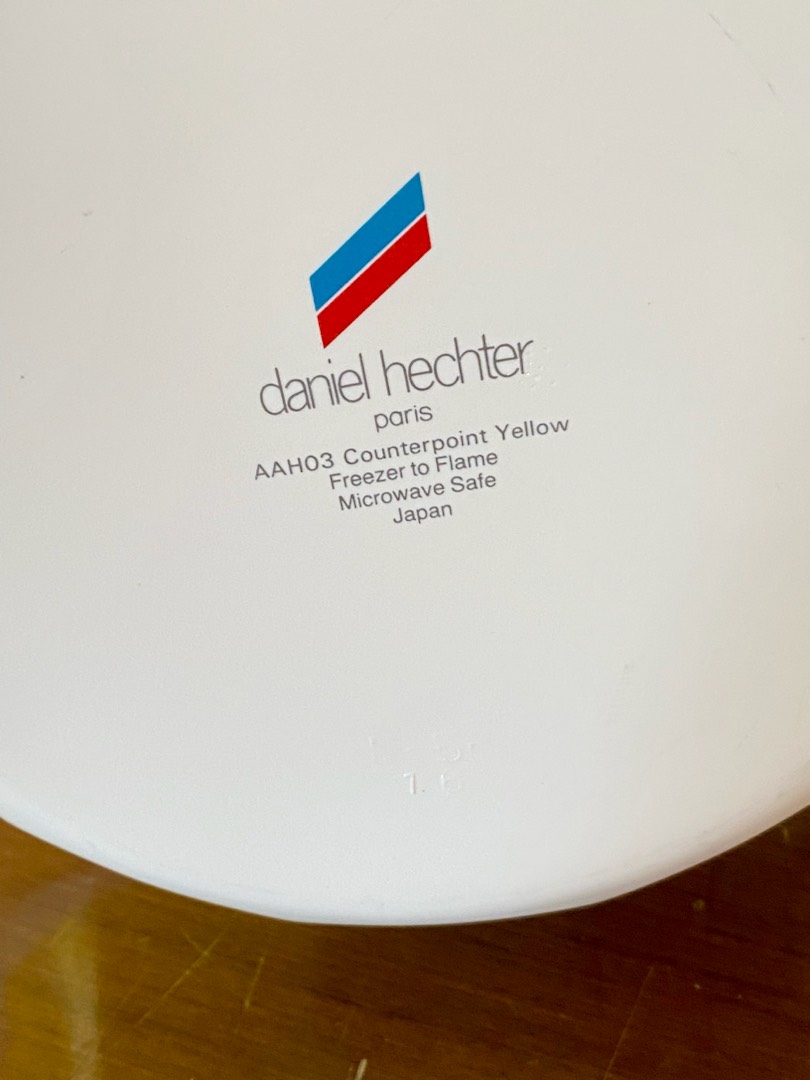 daniel hechter
paris
AAH03 Counterpoint Yellow
Freezer to Flame
Microwave Safe
Japan